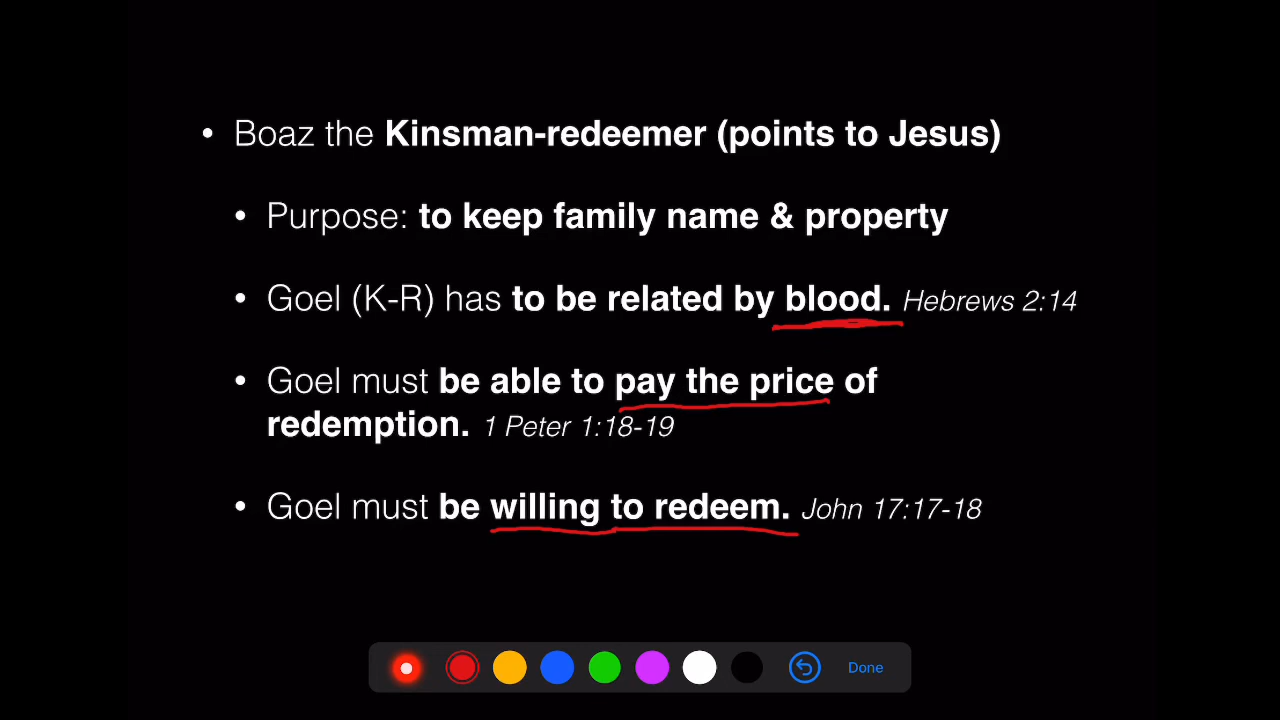 • Boaz the Kinsman-redeemer (points to Jesus)
• Purpose: to keep family name & property
• Goel (K-R) has to be related by blood. Hebrews 2:14
• Goel must be able to pay the price of
redemption. 1 Peter 1:18-19
• Goel must be willing to redeem. John 17:17-18
Done